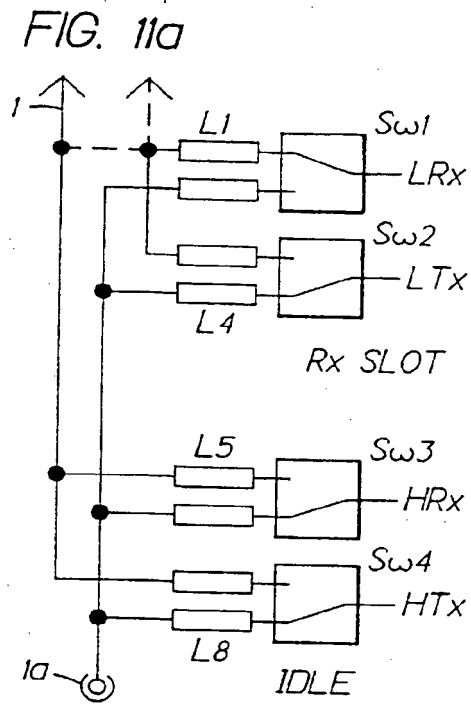 FIG. 11a
1
L1
Sw1
LRx
Sw2
LTx
L4
Rx SLOT
L5
Sw3
HRx
Sw4
HTx
L8
1a
IDLE